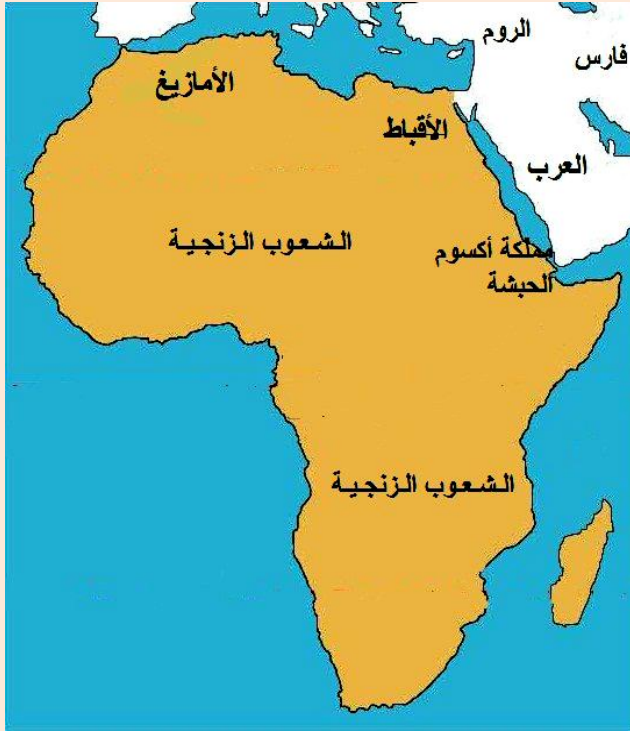 الروم
فارس
الأمازيغ
الأقباط
العرب
الشعوب الزنجية
مملكة أكسوم
الحبشة
الشعوب الزنجية